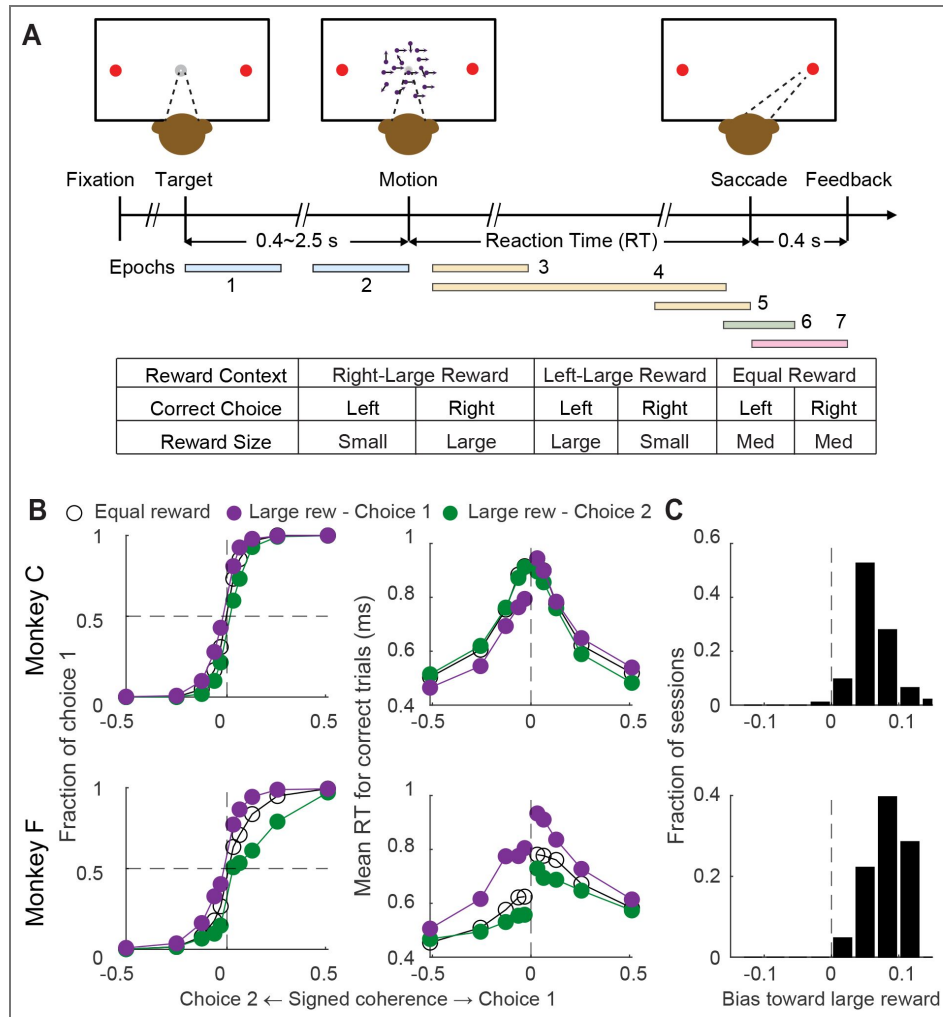 A
Fixation Target Motion Saccade Feedback
0.4~2.5 s Reaction Time (RT) 0.4 s
Epochs 1 2 3 4 5 6 7
Reward Context Right-Large Reward Left-Large Reward Equal Reward
Correct Choice Left Right Left Right Left Right
Reward Size Small Large Large Small Med Med
B Equal reward Large rew - Choice 1 Large rew - Choice 2 C
Monkey C
Monkey F
Fraction of choice 1
1
0.5
0
-0.5 0 0.5
Mean RT for correct trials (ms)
1
0.8
0.6
0.4
-0.5 0 0.5
Fraction of sessions
0.6
0.4
0.2
0
-0.1 0 0.1
1
0.5
0
-0.5 0 0.5
1
0.8
0.6
0.4
-0.5 0 0.5
0.4
0.2
0
-0.1 0 0.1
Choice 2 ← Signed coherence → Choice 1
Bias toward large reward